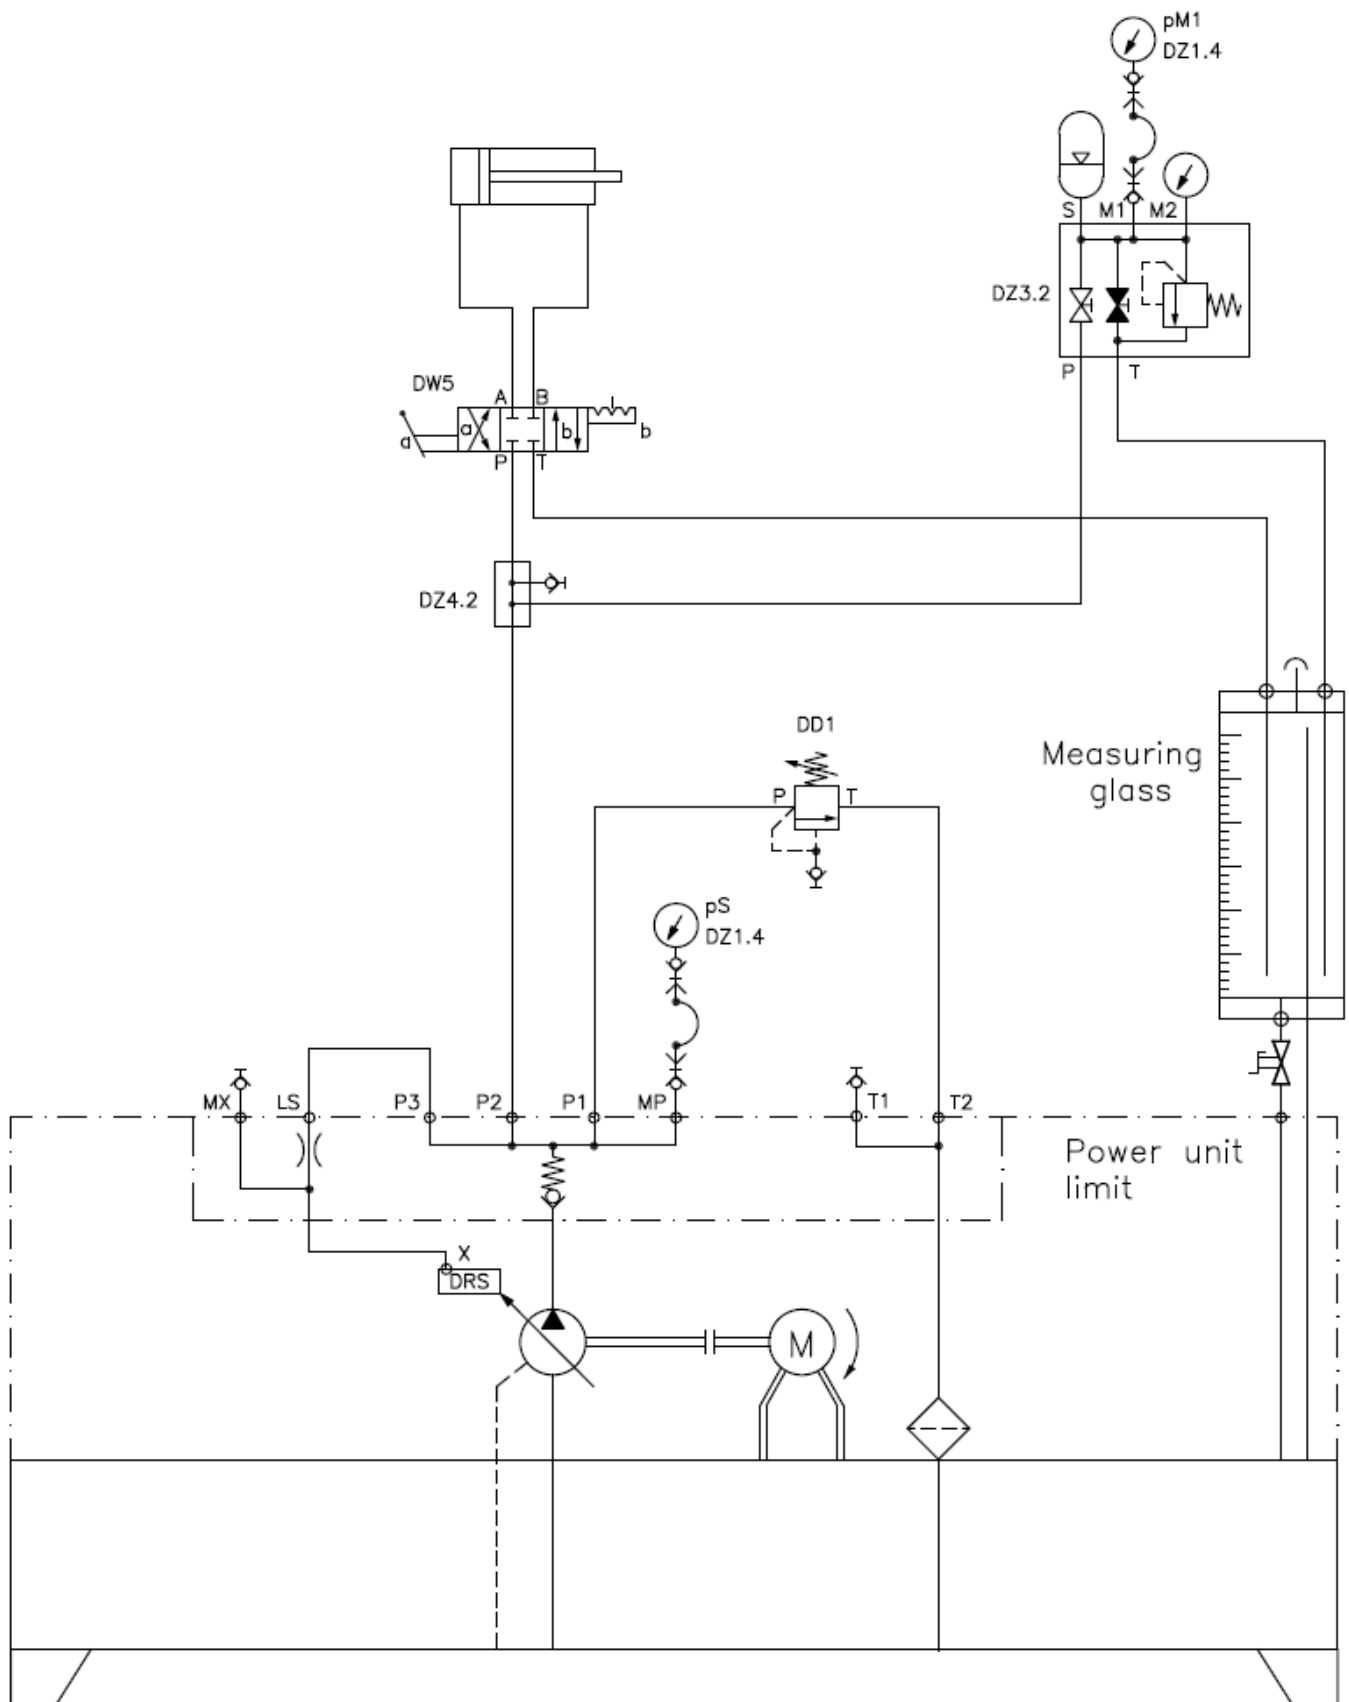 pM1
DZ1.4
S M1 M2
DZ3.2
P T
DW5
A B
a a b b
P T
DZ4.2
DD1
P T
Measuring
glass
pS
DZ1.4
MX LS P3 P2 P1 MP T1 T2
Power unit
limit
X
DRS
M